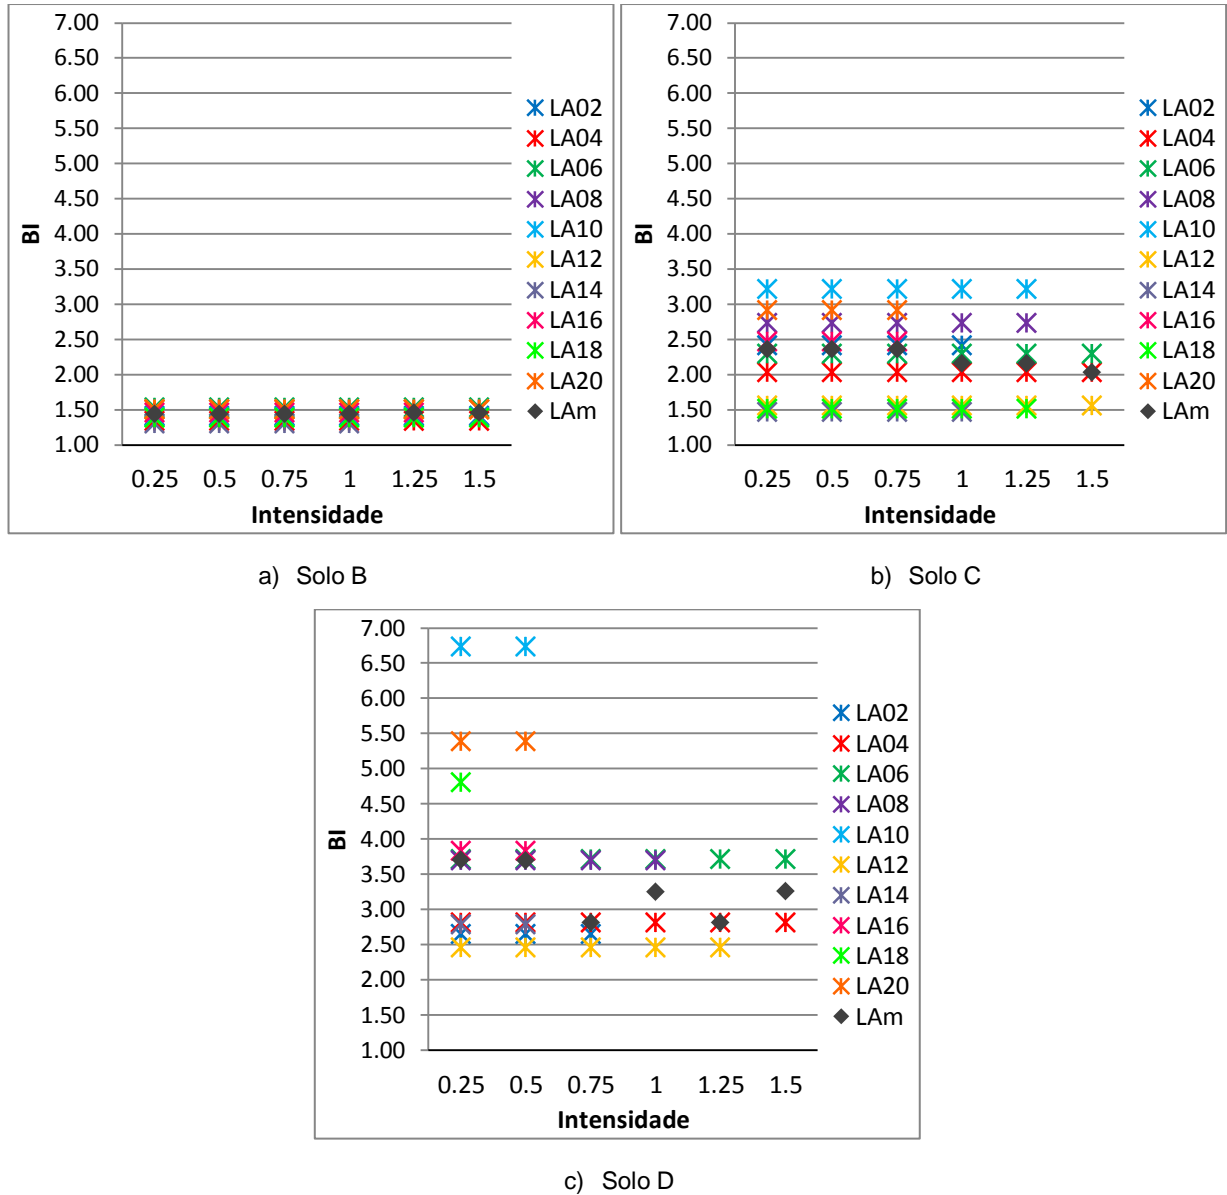 7.00
6.50
6.00
5.50
5.00
4.50
4.00
3.50
3.00
2.50
2.00
1.50
1.00
BI
0.25 0.5 0.75 1 1.25 1.5
Intensidade
LA02
LA04
LA06
LA08
LA10
LA12
LA14
LA16
LA18
LA20
LAm
a) Solo B
7.00
6.50
6.00
5.50
5.00
4.50
4.00
3.50
3.00
2.50
2.00
1.50
1.00
BI
0.25 0.5 0.75 1 1.25 1.5
Intensidade
LA02
LA04
LA06
LA08
LA10
LA12
LA14
LA16
LA18
LA20
LAm
b) Solo C
7.00
6.50
6.00
5.50
5.00
4.50
4.00
3.50
3.00
2.50
2.00
1.50
1.00
BI
0.25 0.5 0.75 1 1.25 1.5
Intensidade
LA02
LA04
LA06
LA08
LA10
LA12
LA14
LA16
LA18
LA20
LAm
c) Solo D